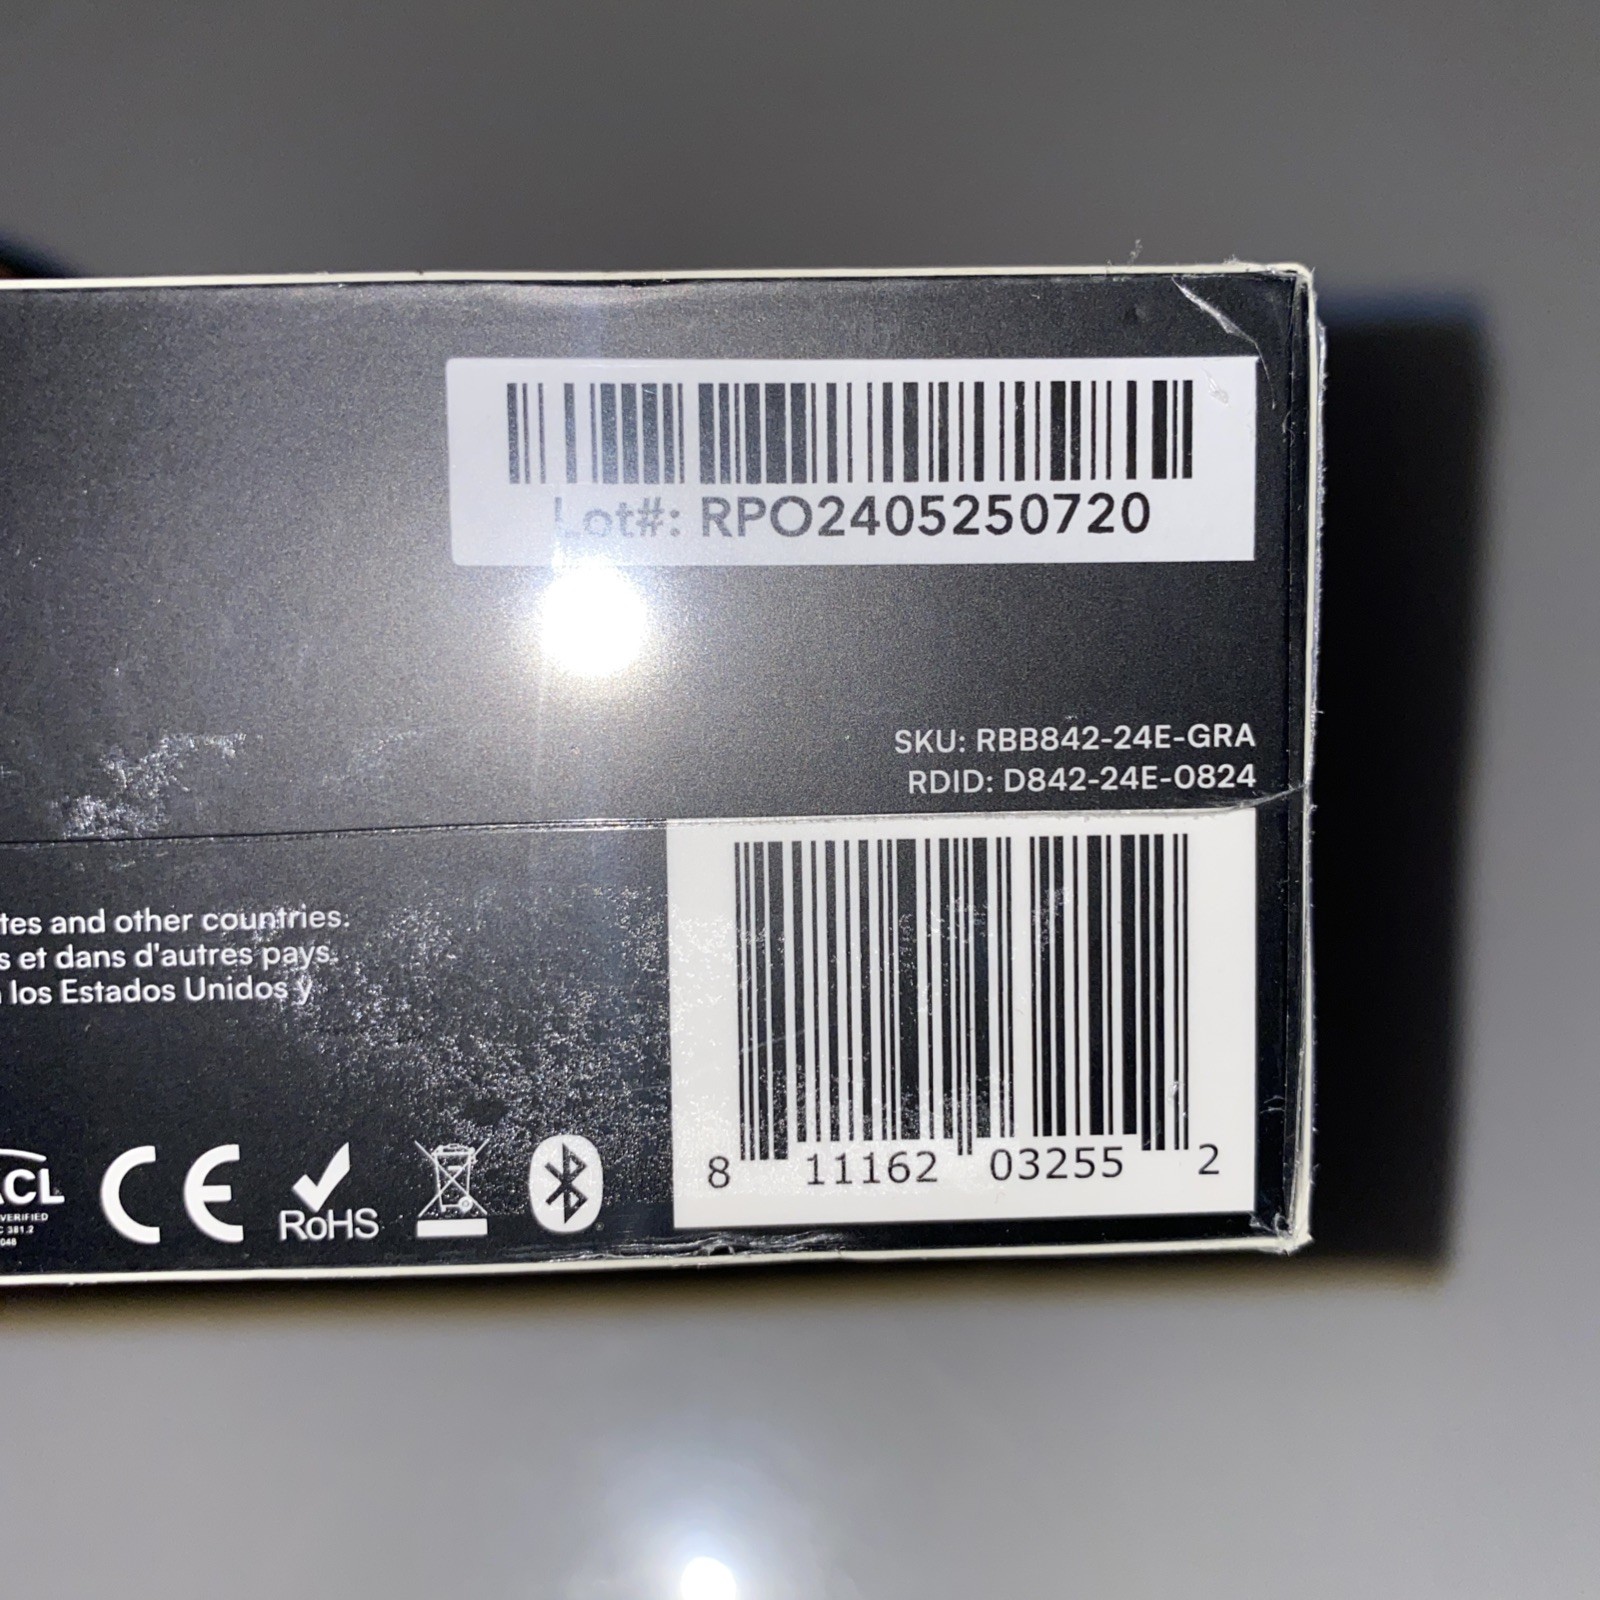 Lot#: RPO2405250720
SKU: RBB842-24E-GRA
RDID: D842-24E-0824
and other countries.
et dans d'autres pays.
los Estados Unidos y
VERIFIED
RoHS
8 11162 03255 2